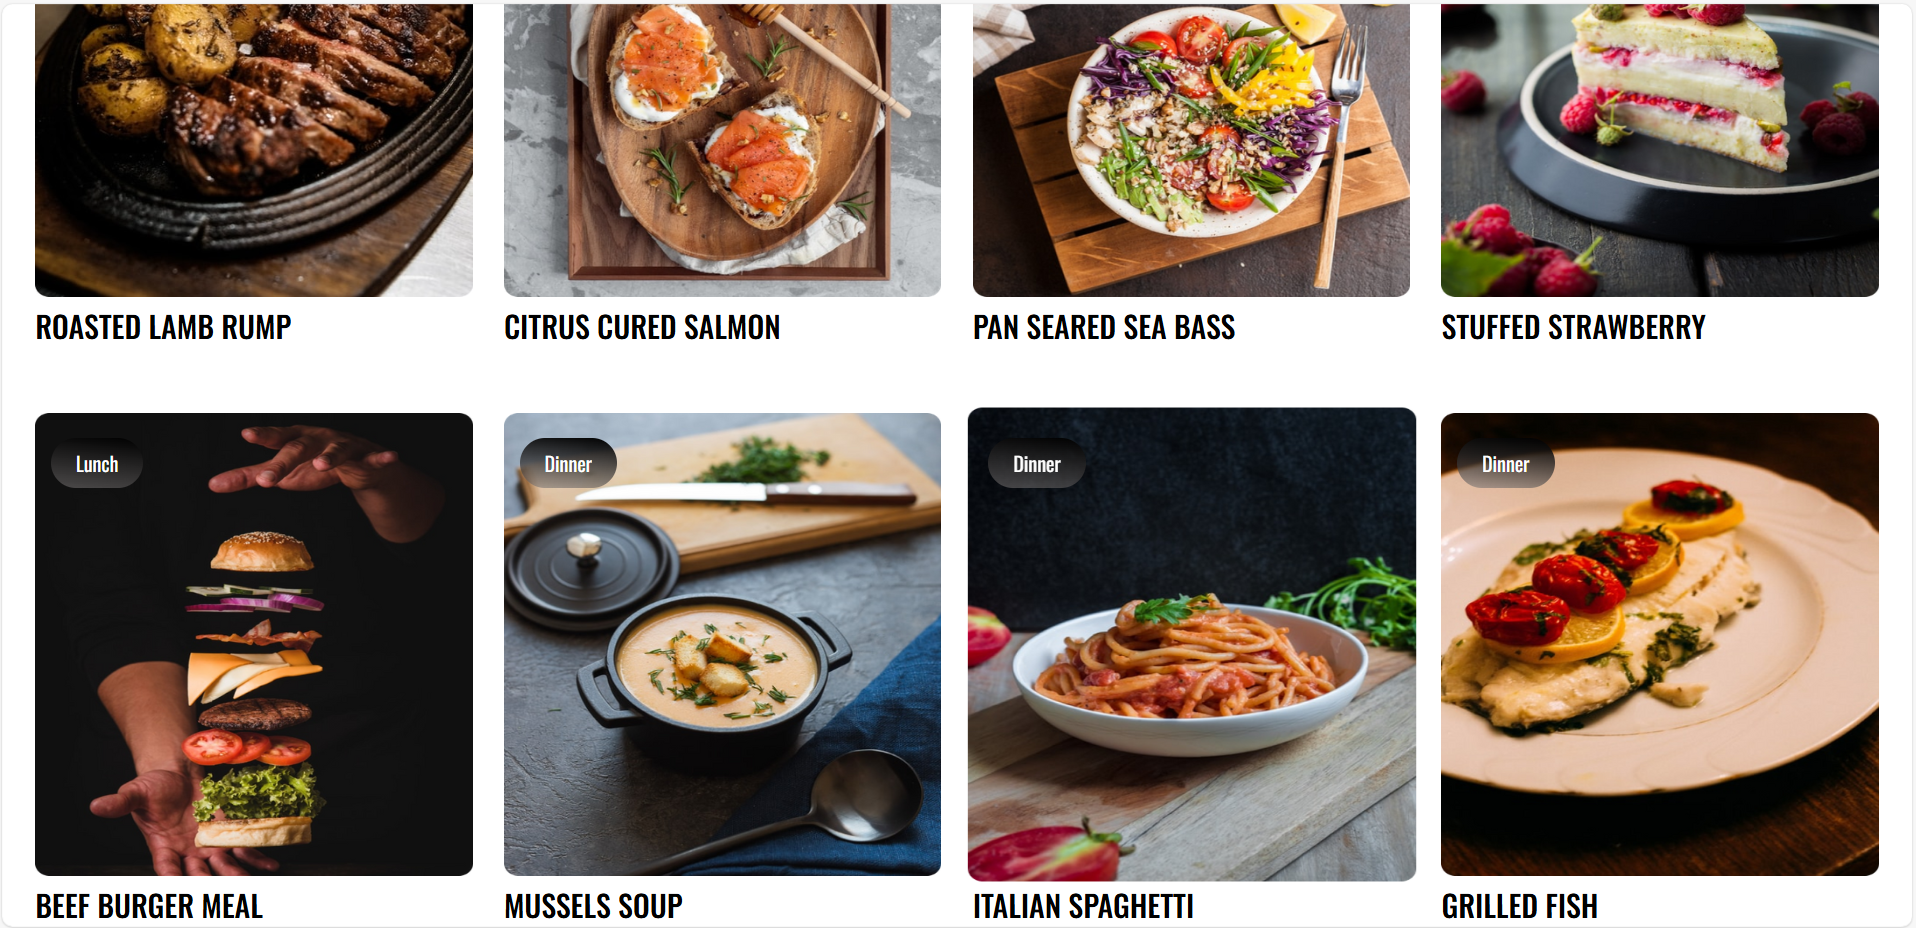 ROASTED LAMB RUMP
CITRUS CURED SALMON
PAN SEARED SEA BASS
STUFFED STRAWBERRY
Lunch
Dinner
Dinner
Dinner
BEEF BURGER MEAL
MUSSELS SOUP
ITALIAN SPAGHETTI
GRILLED FISH